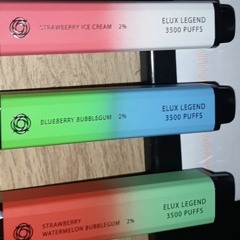 STRAWBERRY ICE CREAM 2%
ELUX LEGEND
3500 PUFFS
BLUEBERRY BUBBLEGUM 2%
ELUX LEGEND
3500 PUFFS
STRAWBERRY
WATERMELON BUBBLEGUM 2%
ELUX LEGEND
3500 PUFFS